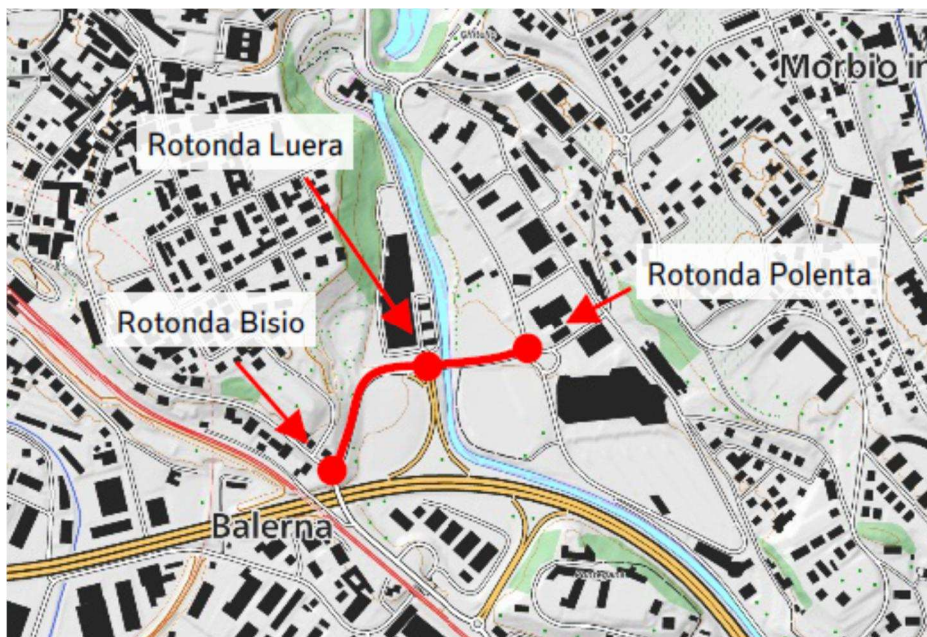 Morbio in
Rotonda Luera
Rotonda Polenta
Rotonda Bisio
Balerna